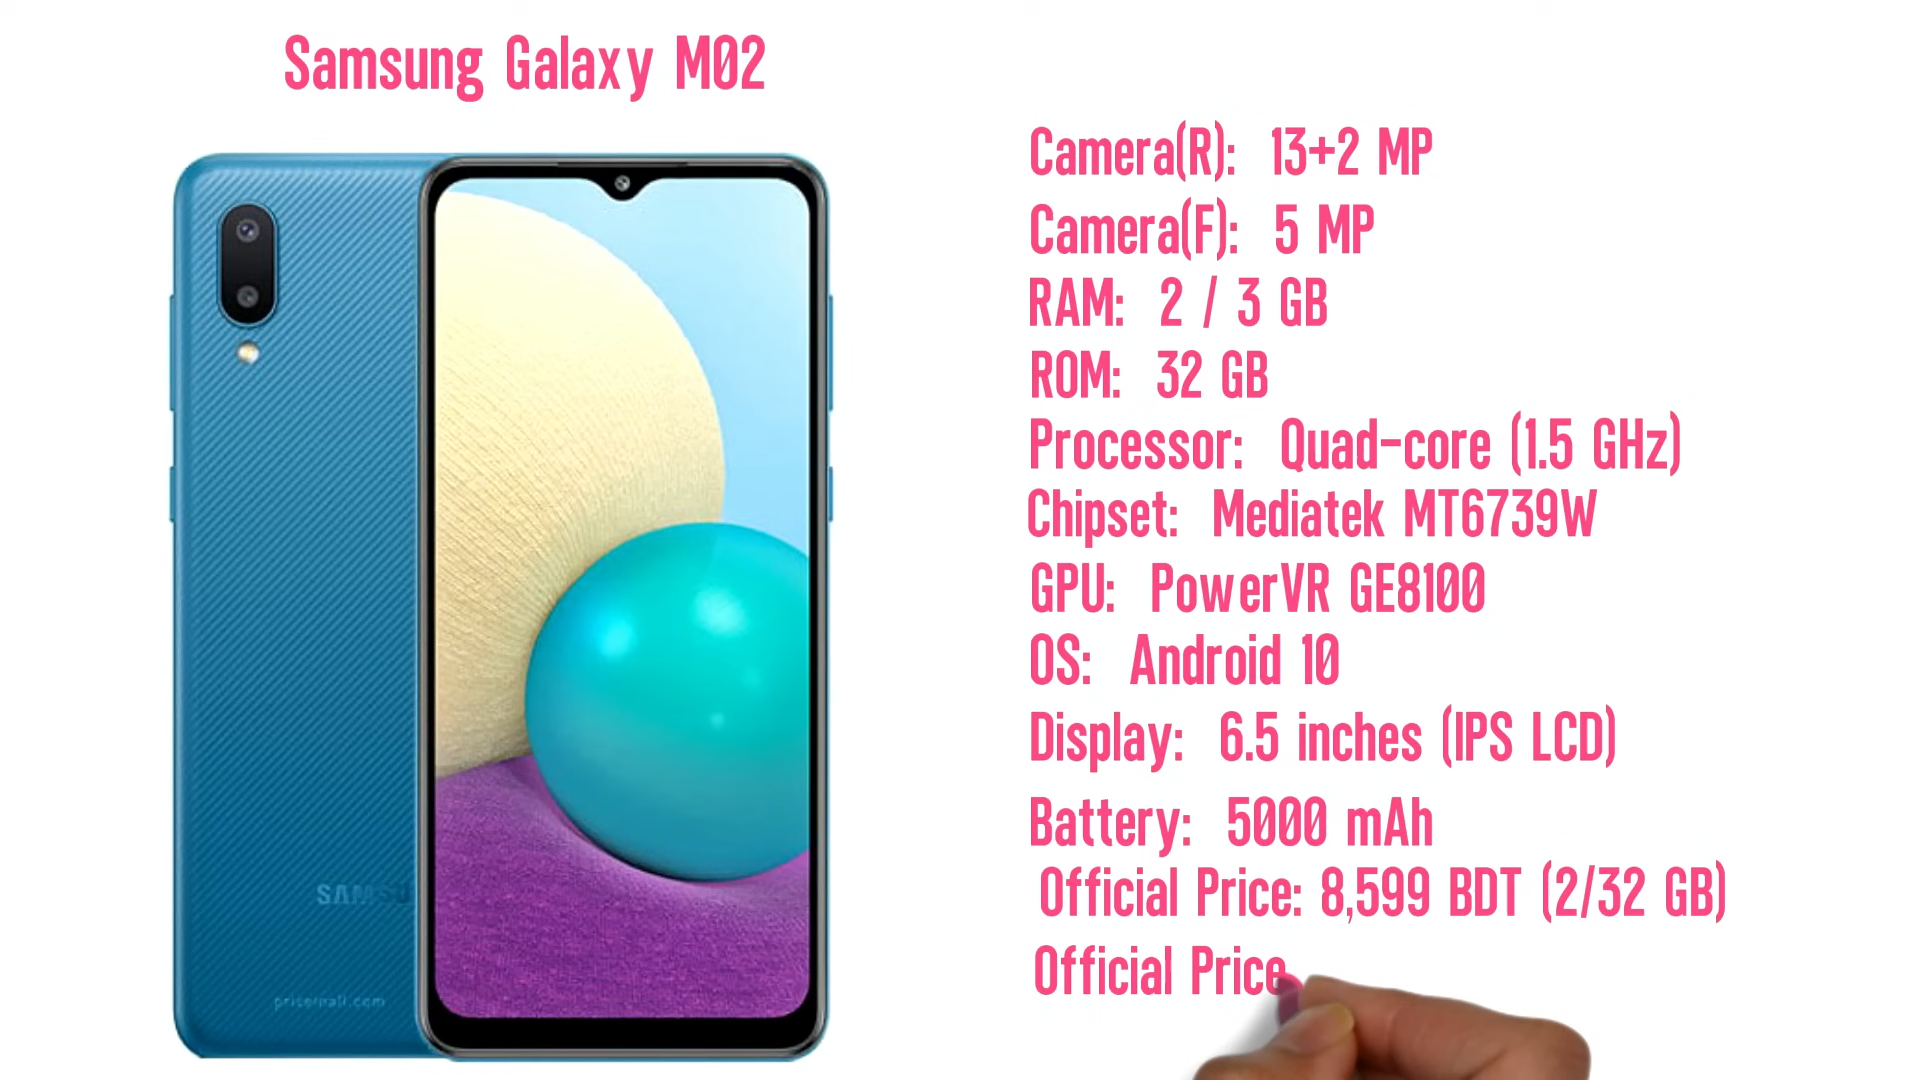 Samsung Galaxy M02
Camera(R): 13+2 MP
Camera(F): 5 MP
RAM: 2 / 3 GB
ROM: 32 GB
Processor: Quad-core (1.5 GHz)
Chipset: Mediatek MT6739W
GPU: PowerVR GE8100
OS: Android 10
Display: 6.5 inches (IPS LCD)
Battery: 5000 mAh
Official Price: 8,599 BDT (2/32 GB)
Official Price
SAMSU